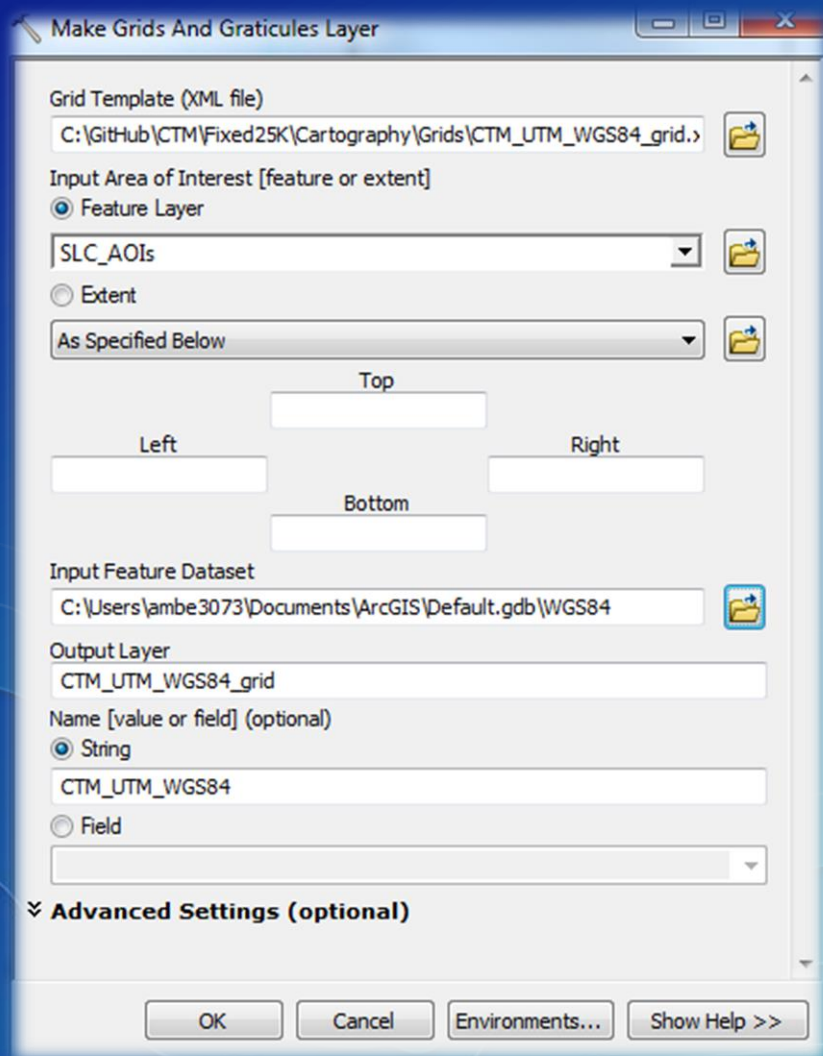 Make Grids And Graticules Layer
Grid Template (XML file)
C:\GitHub\CTM\Fixed25K\Cartography\Grids\CTM_UTM_WGS84_grid.x
Input Area of Interest [feature or extent]
Feature Layer
SLC_AOIs
Extent
As Specified Below
Top
Left Right
Bottom
Input Feature Dataset
C:\Users\ambe3073\Documents\ArcGIS\Default.gdb\WGS84
Output Layer
CTM_UTM_WGS84_grid
Name [value or field] (optional)
String
CTM_UTM_WGS84
Field
Advanced Settings (optional)
OK Cancel Environments... Show Help >>